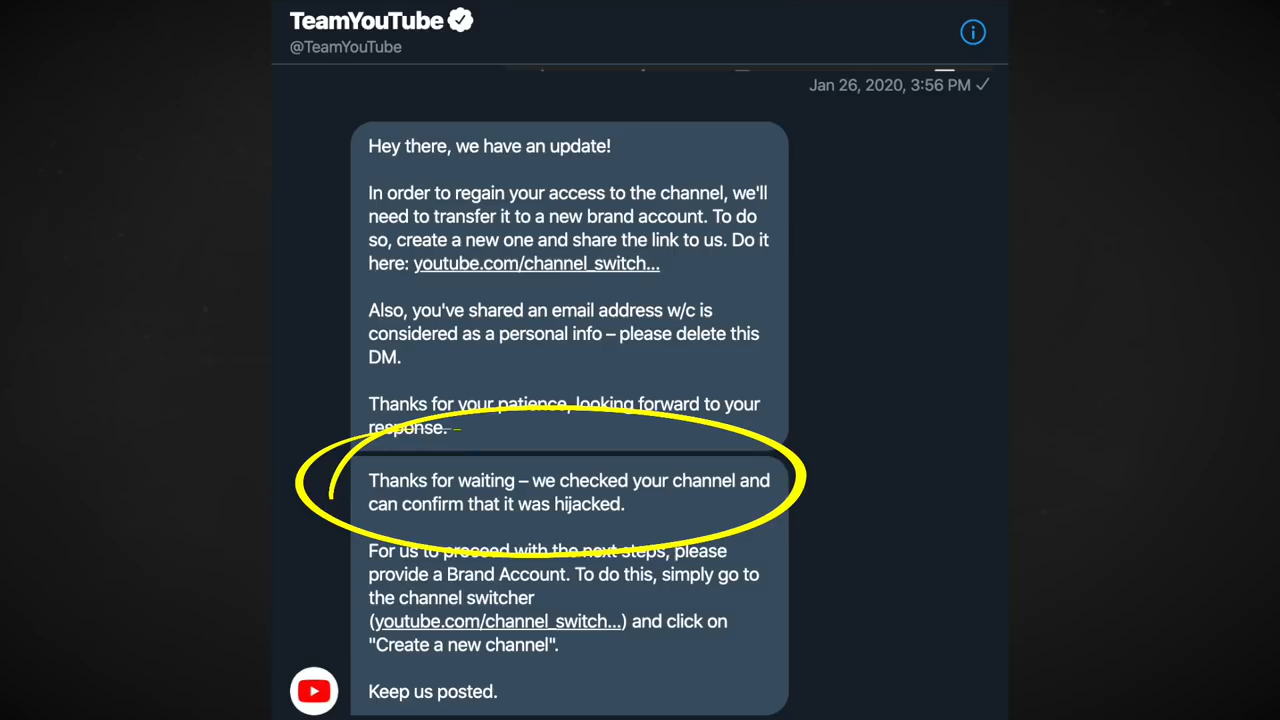 TeamYouTube
@TeamYouTube
Jan 26, 2020, 3:56 PM
Hey there, we have an update!
In order to regain your access to the channel, we'll
need to transfer it to a new brand account. To do
so, create a new one and share the link to us. Do it
here: youtube.com/channel_switch...
Also, you've shared an email address w/c is
considered as a personal info – please delete this
DM.
Thanks for your patience, looking forward to your
response.
Thanks for waiting – we checked your channel and
can confirm that it was hijacked.
For us to proceed with the next steps, please
provide a Brand Account. To do this, simply go to
the channel switcher
(youtube.com/channel_switch...) and click on
"Create a new channel".
Keep us posted.